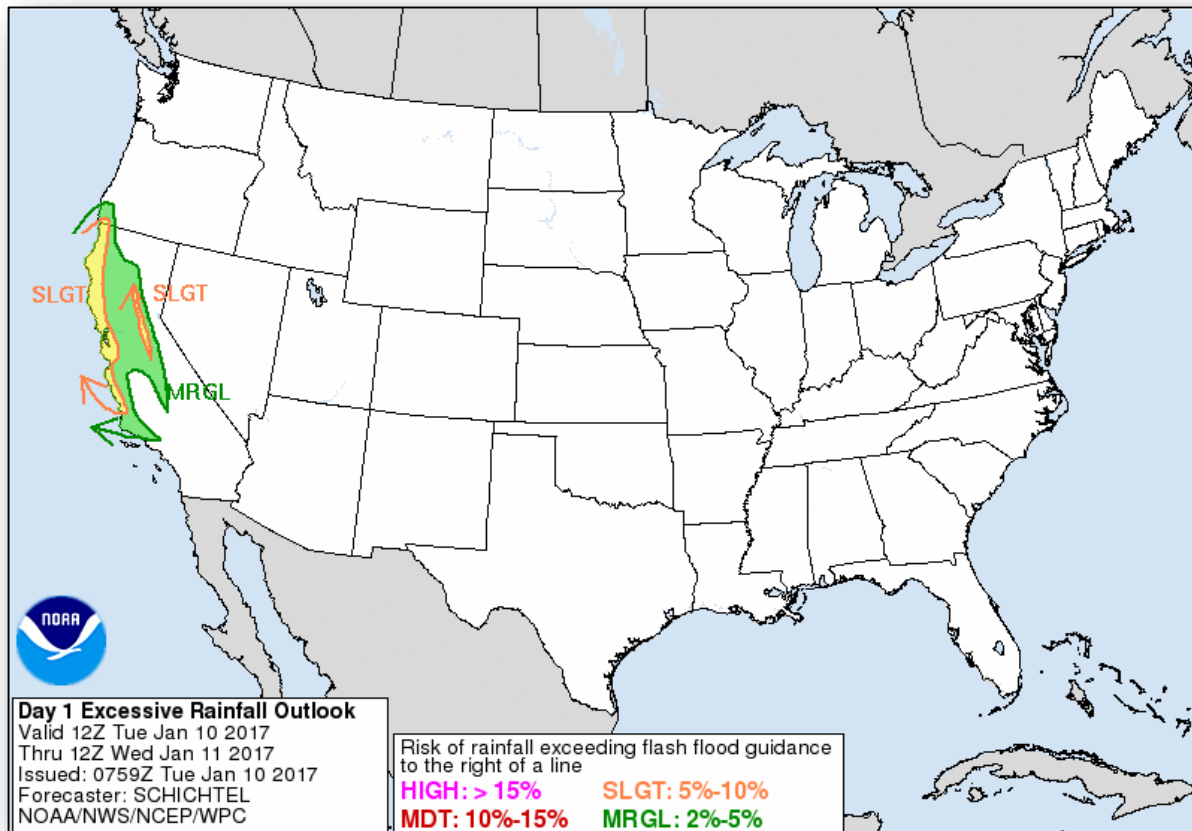 SLGT
SLGT
MRGL
NOAA
Day 1 Excessive Rainfall Outlook
Valid 12Z Tue Jan 10 2017
Thru 12Z Wed Jan 11 2017
Issued: 0759Z Tue Jan 10 2017
Forecaster: SCHICHTEL
NOAA/NWS/NCEP/WPC
Risk of rainfall exceeding flash flood guidance
to the right of a line
HIGH: > 15% SLGT: 5%-10%
MDT: 10%-15% MRGL: 2%-5%